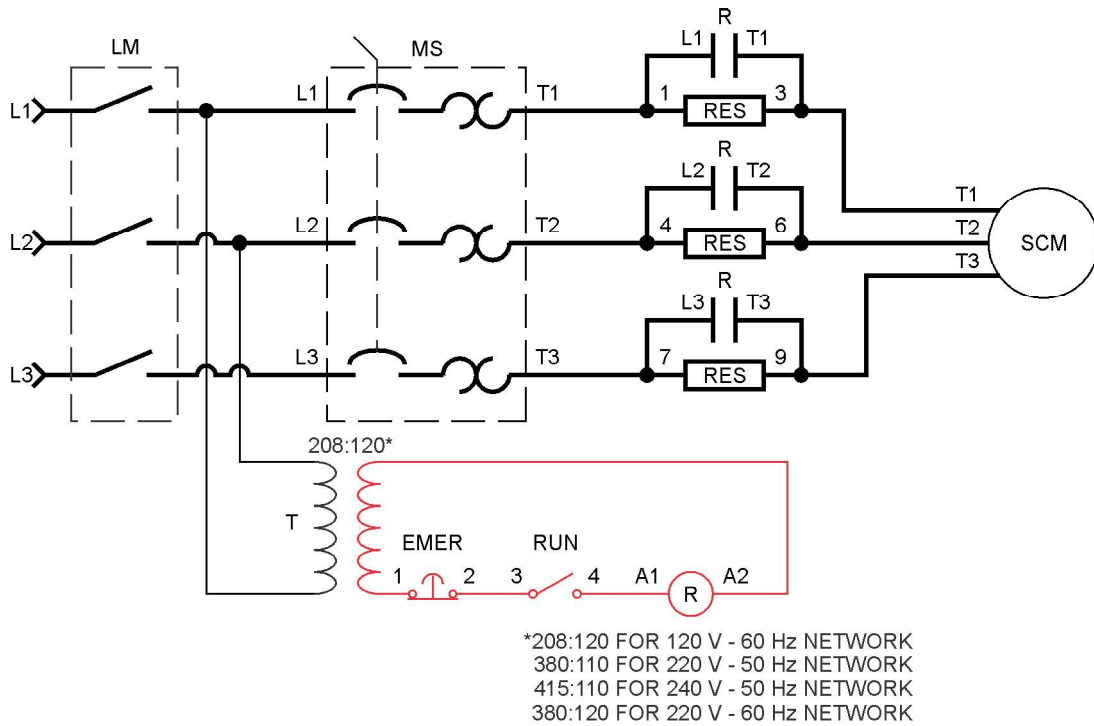 R
LM
MS
L1 T1
L1
L1
T1
1
RES
3
R
L2 T2
L2
L2
T2
4
RES
6
T1
T2
T3
SCM
R
L3 T3
L3
L3
T3
7
RES
9
208:120*
T
EMER
RUN
1
2
3
4
A1
R
A2
*208:120 FOR 120 V - 60 Hz NETWORK
380:110 FOR 220 V - 50 Hz NETWORK
415:110 FOR 240 V - 50 Hz NETWORK
380:120 FOR 220 V - 60 Hz NETWORK